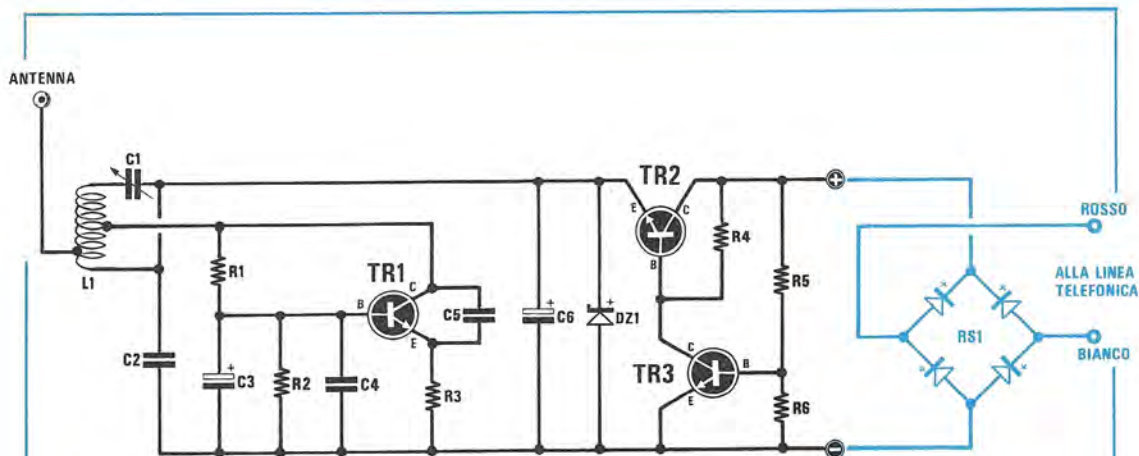 ANTENNA
C1
L1
C2
R1
C3
R2
C4
B
TR1
C
E
C5
R3
C6
DZ1
TR2
E
C
B
R4
TR3
C
B
E
R5
R6
+
-
RS1
ROSSO
ALLA LINEA
TELEFONICA
BIANCO